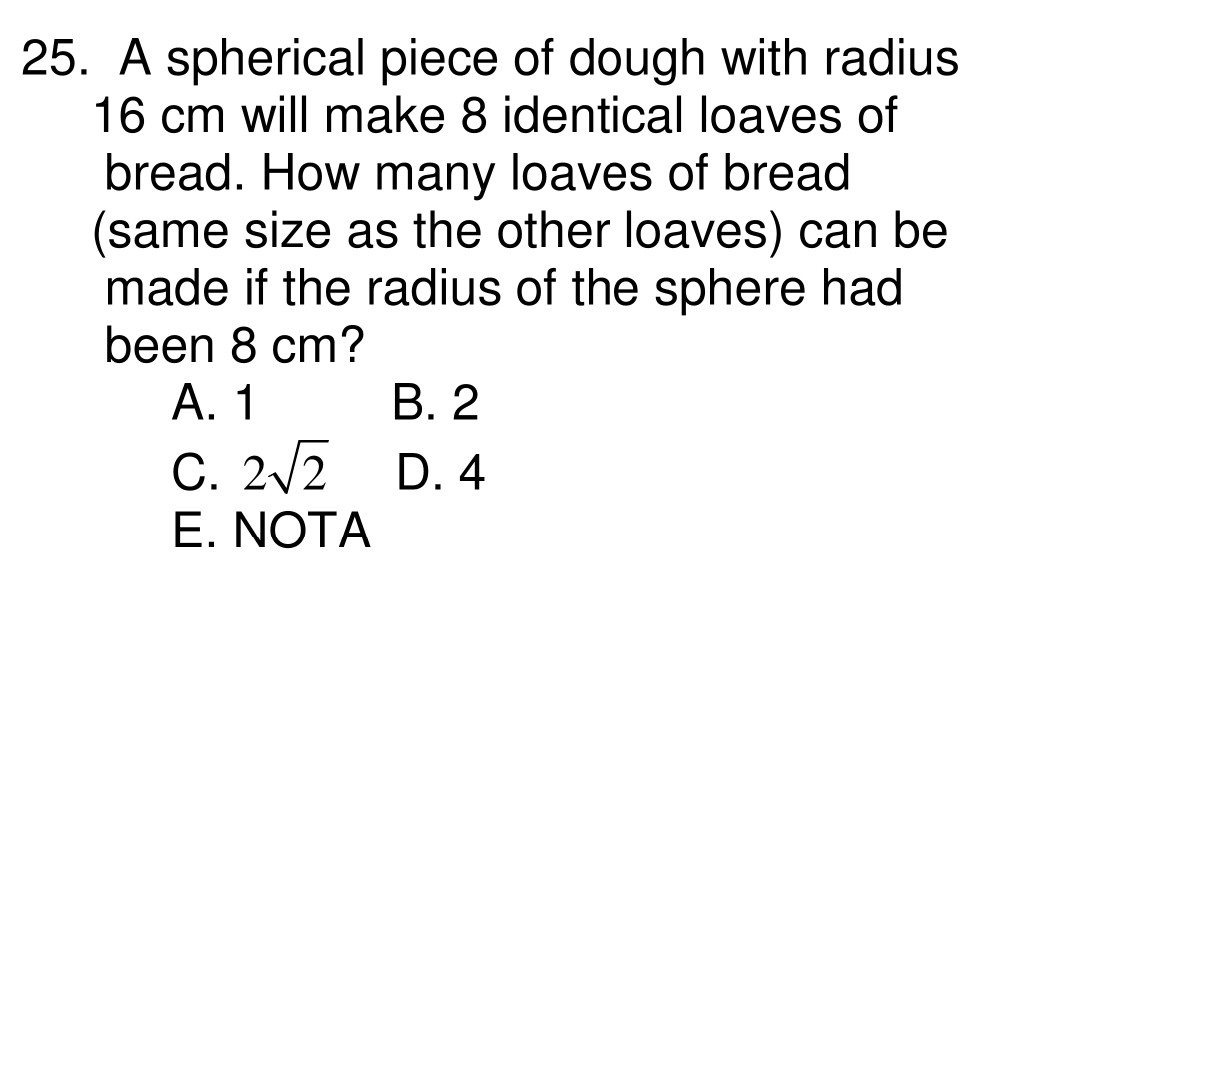 25. A spherical piece of dough with radius
16 cm will make 8 identical loaves of
bread. How many loaves of bread
(same size as the other loaves) can be
made if the radius of the sphere had
been 8 cm?
A. 1 B. 2
C. 2√2 D. 4
E. NOTA